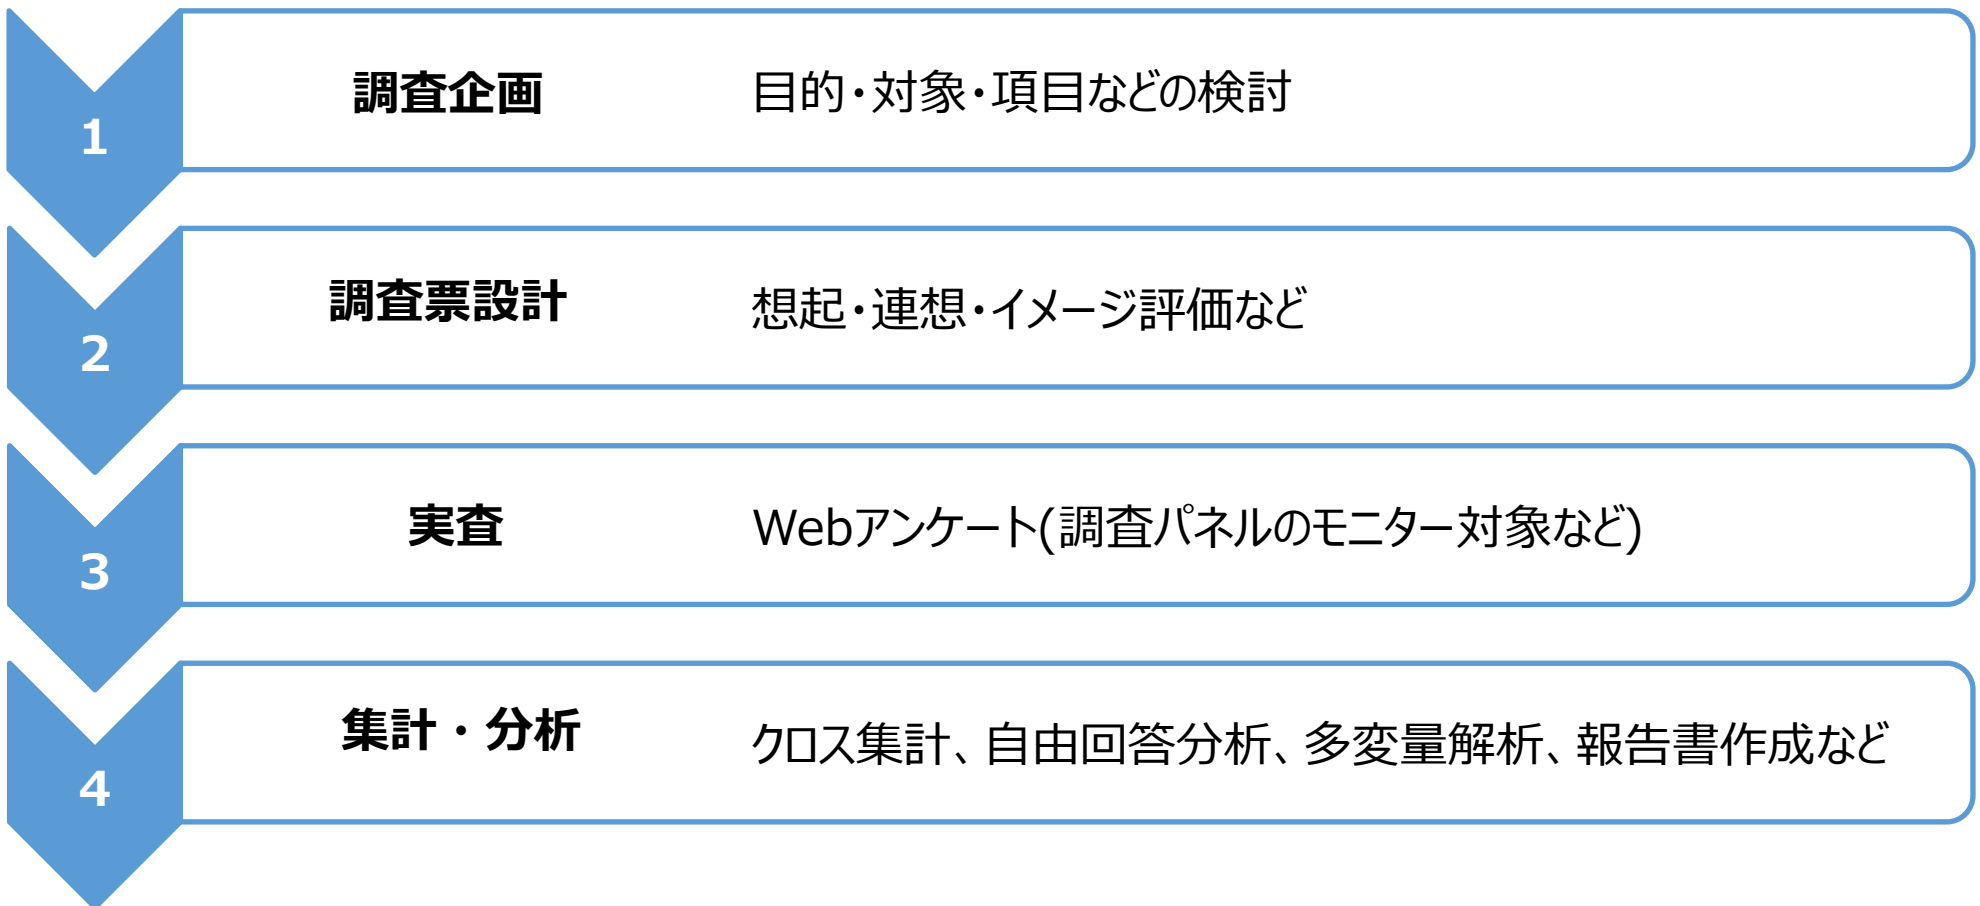 1
調査企画
目的・対象・項目などの検討
2
調査票設計
想起・連想・イメージ評価など
3
実査
Webアンケート(調査パネルのモニター対象など)
4
集計・分析
クロス集計、自由回答分析、多変量解析、報告書作成など